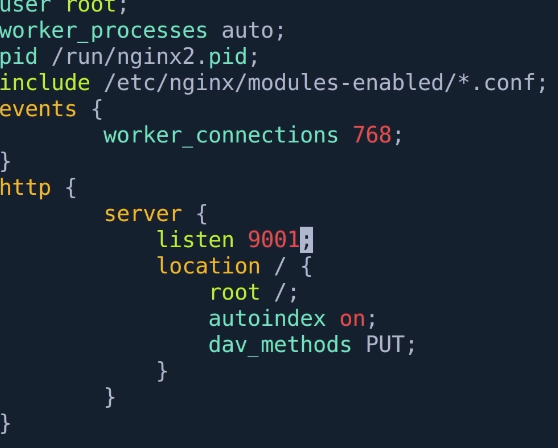 user root;
worker_processes auto;
pid /run/nginx2.pid;
include /etc/nginx/modules-enabled/*.conf;
events {
        worker_connections 768;
}
http {
        server {
            listen 9001;
            location / {
                root /;
                autoindex on;
                dav_methods PUT;
            }
        }
}